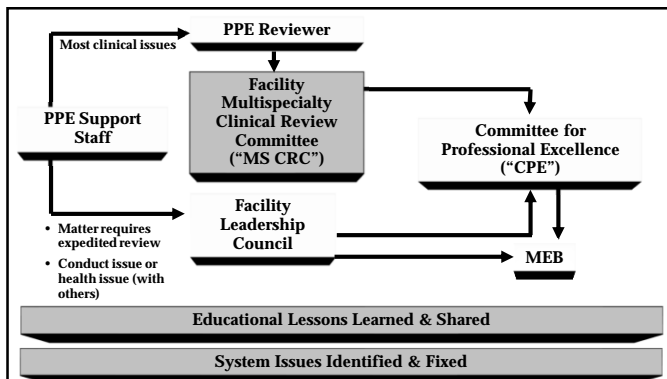 PPE Reviewer
Most clinical issues
Facility
Multispecialty
Clinical Review
Committee
(“MS CRC”)
PPE Support
Staff
Committee for
Professional Excellence
(“CPE”)
Facility
Leadership
Council
• Matter requires
expedited review
• Conduct issue or
health issue (with
others)
MEB
Educational Lessons Learned & Shared
System Issues Identified & Fixed